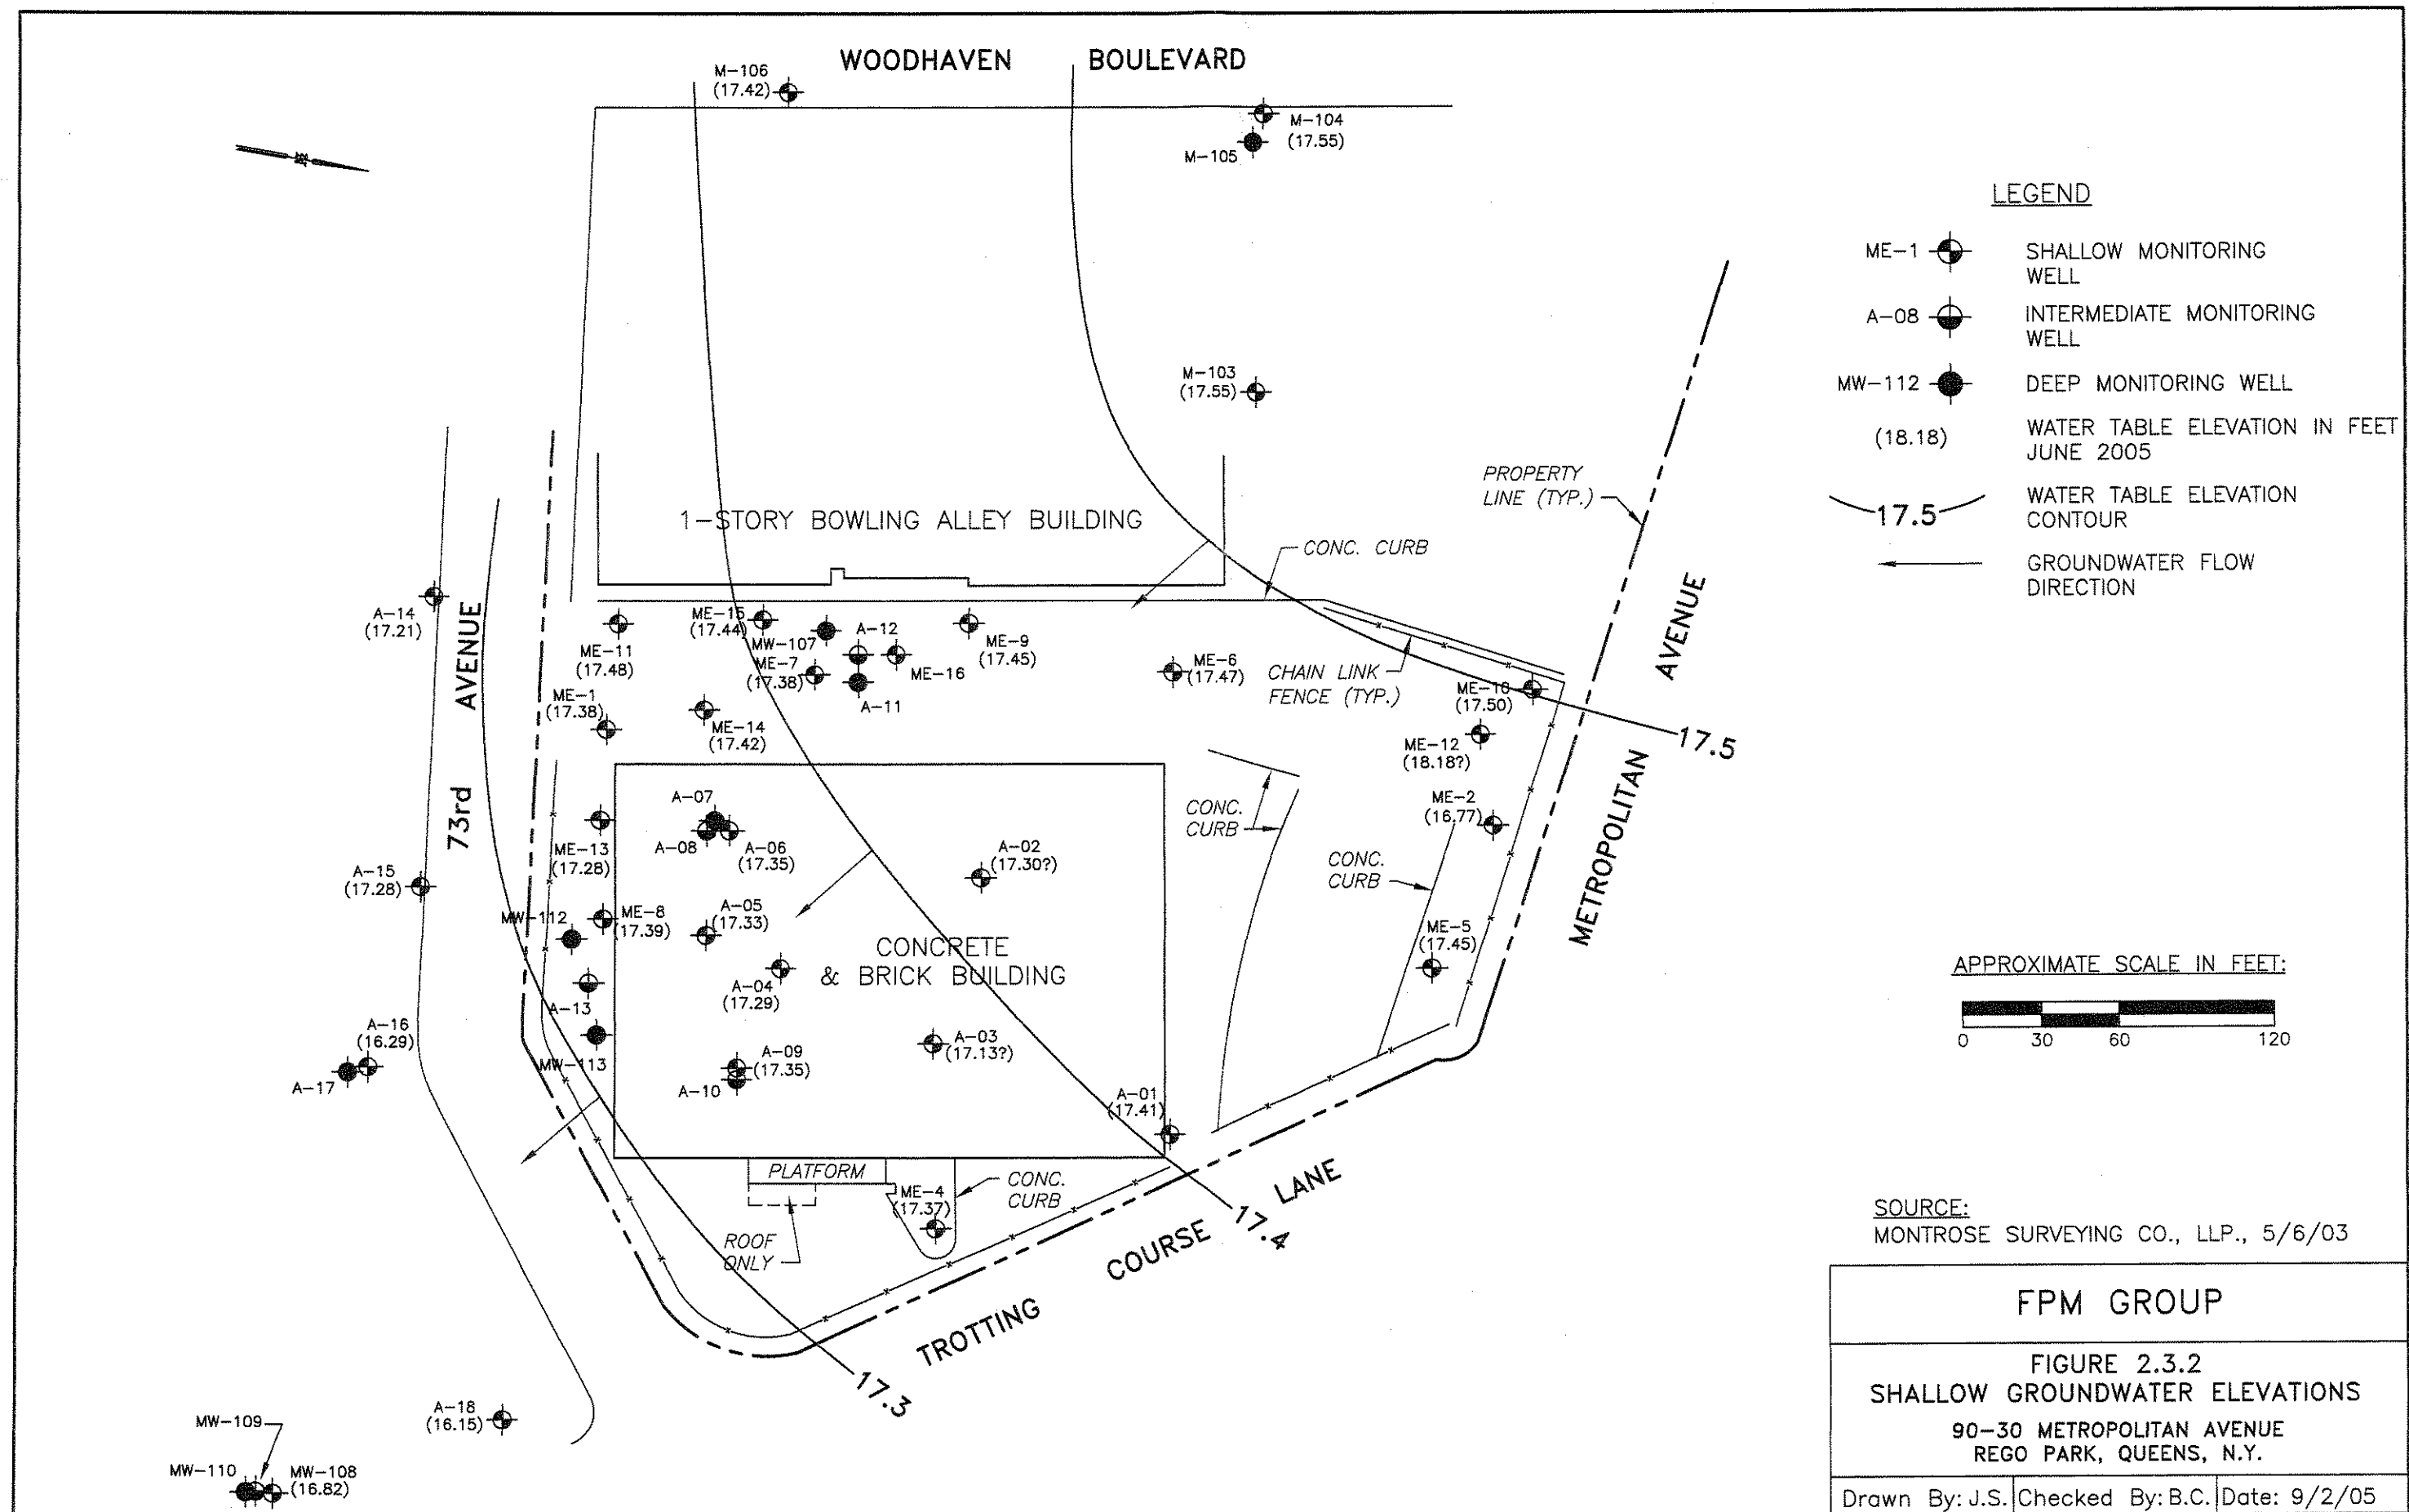 WOODHAVEN BOULEVARD
M-106
(17.42)
M-104
(17.55)
M-105
M-103
(17.55)
LEGEND
ME-1 SHALLOW MONITORING
WELL
A-08 INTERMEDIATE MONITORING
WELL
MW-112 DEEP MONITORING WELL
(18.18) WATER TABLE ELEVATION IN FEET
JUNE 2005
17.5 WATER TABLE ELEVATION
CONTOUR
GROUNDWATER FLOW
DIRECTION
PROPERTY
LINE (TYP.)
1-STORY BOWLING ALLEY BUILDING
CONC. CURB
A-14
(17.21)
73rd AVENUE
ME-11
(17.48)
ME-15
(17.44)
MW-107
A-12
ME-7
(17.38)
ME-16
A-11
ME-9
(17.45)
ME-6
(17.47)
CHAIN LINK
FENCE (TYP.)
ME-10
(17.50)
17.5
ME-1
(17.38)
ME-14
(17.42)
ME-12
(18.18?)
METROPOLITAN AVENUE
A-07
A-08
A-06
(17.35)
ME-13
(17.28)
A-02
(17.30?)
CONC.
CURB
ME-2
(16.77)
CONC.
CURB
A-15
(17.28)
MW-112
ME-8
(17.39)
A-05
(17.33)
CONCRETE
& BRICK BUILDING
ME-5
(17.45)
A-04
(17.29)
A-13
A-16
(16.29)
A-17
MW-113
A-09
(17.35)
A-10
A-03
(17.13?)
A-01
(17.41)
APPROXIMATE SCALE IN FEET:
0 30 60 120
PLATFORM
ME-4
(17.37)
CONC.
CURB
ROOF
ONLY
TROTTING COURSE LANE
17.4
17.3
A-18
(16.15)
MW-109
MW-110
MW-108
(16.82)
SOURCE:
MONTROSE SURVEYING CO., LLP., 5/6/03
FPM GROUP
FIGURE 2.3.2
SHALLOW GROUNDWATER ELEVATIONS
90-30 METROPOLITAN AVENUE
REGO PARK, QUEENS, N.Y.
Drawn By: J.S. Checked By: B.C. Date: 9/2/05